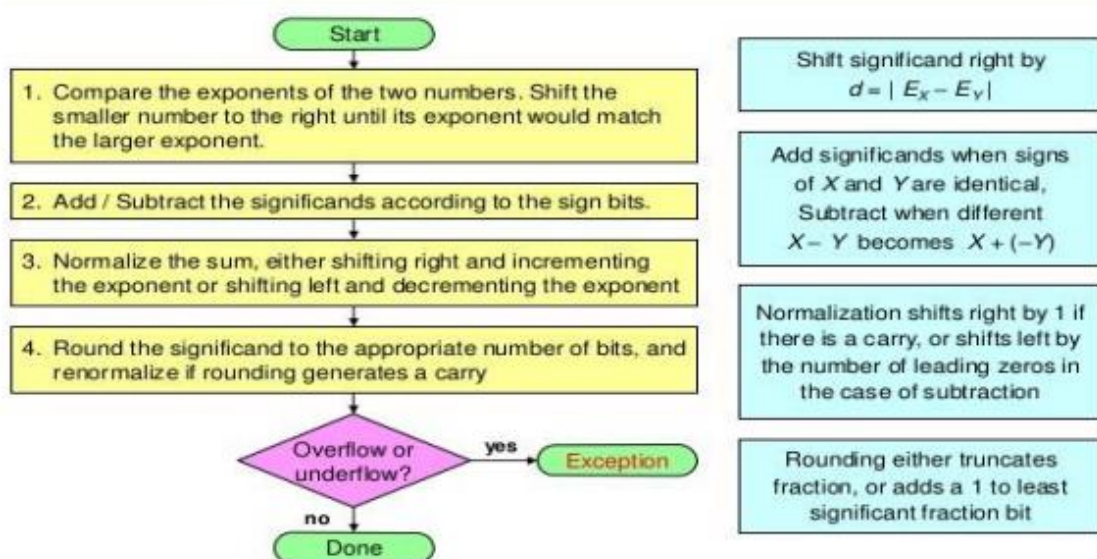 Start
1. Compare the exponents of the two numbers. Shift the
smaller number to the right until its exponent would match
the larger exponent.
2. Add / Subtract the significands according to the sign bits.
3. Normalize the sum, either shifting right and incrementing
the exponent or shifting left and decrementing the exponent
4. Round the significand to the appropriate number of bits, and
renormalize if rounding generates a carry
Overflow or
underflow?
yes
Exception
no
Done
Shift significand right by
d = | E_X – E_Y |
Add significands when signs
of X and Y are identical,
Subtract when different
X – Y becomes X + (–Y)
Normalization shifts right by 1 if
there is a carry, or shifts left by
the number of leading zeros in
the case of subtraction
Rounding either truncates
fraction, or adds a 1 to least
significant fraction bit